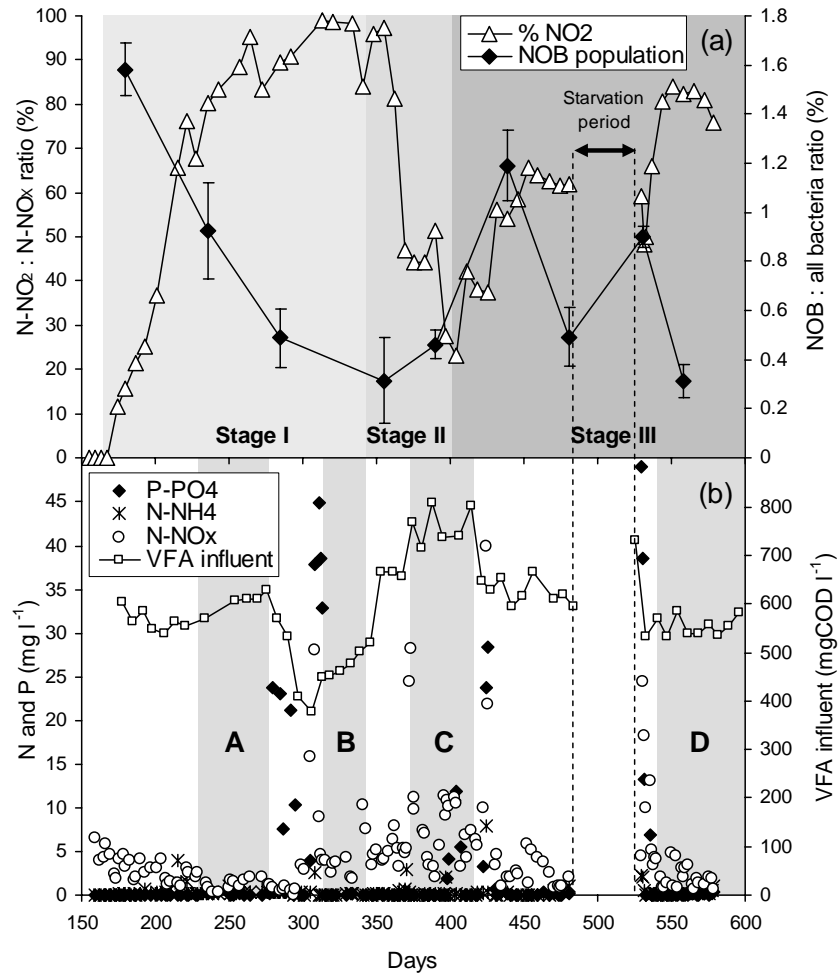 (a)
% NO2
NOB population
Starvation
period
Stage I
Stage II
Stage III
N-NO₂ : N-NOx ratio (%)
100
90
80
70
60
50
40
30
20
10
0
NOB : all bacteria ratio (%)
1.8
1.6
1.4
1.2
1
0.8
0.6
0.4
0.2
0
(b)
P-PO4
N-NH4
N-NOx
VFA influent
A
B
C
D
N and P (mg l⁻¹)
45
40
35
30
25
20
15
10
5
0
VFA influent (mgCOD l⁻¹)
800
700
600
500
400
300
200
100
0
150 200 250 300 350 400 450 500 550 600
Days